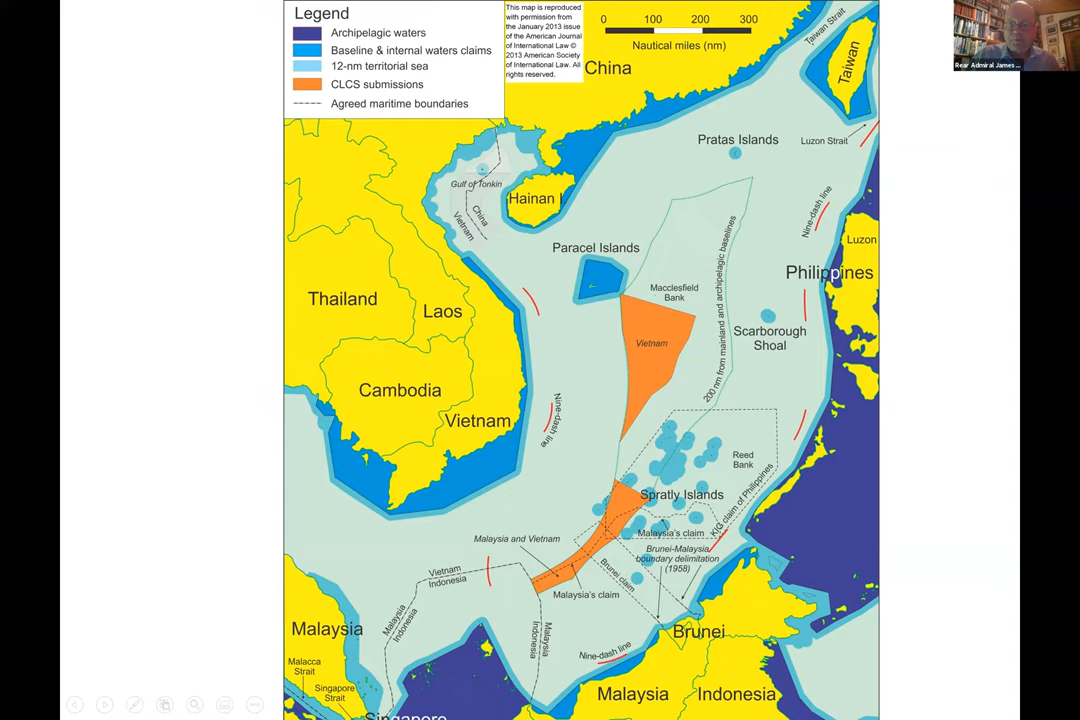 Legend
Archipelagic waters
Baseline & internal waters claims
12-nm territorial sea
CLCS submissions
Agreed maritime boundaries
This map is reproduced
with permission from
the January 2013 issue
of the American Journal
of International Law ©
2013 American Society
of International Law. All
rights reserved.
0 100 200 300
Nautical miles (nm)
Rear Admiral James ...
China
Taiwan Strait
Taiwan
Pratas Islands
Luzon Strait
Gulf of Tonkin
Hainan I
China
Vietnam
Nine-dash line
Luzon
Paracel Islands
Philippines
Macclesfield
Bank
Thailand
Laos
200 nm from mainland and archipelagic baselines
Scarborough
Shoal
Vietnam
Cambodia
Vietnam
Nine-dash line
Reed
Bank
Spratly Islands
KIG claim of Philippines
Malaysia's claim
Malaysia and Vietnam
Brunei-Malaysia
boundary delimitation
(1958)
Brunei claim
Vietnam
Indonesia
Malaysia's claim
Malaysia
Indonesia
Malaysia
Malaysia
Indonesia
Brunei
Nine-dash line
Malacca
Strait
Singapore
Strait
Malaysia
Indonesia
Singapore